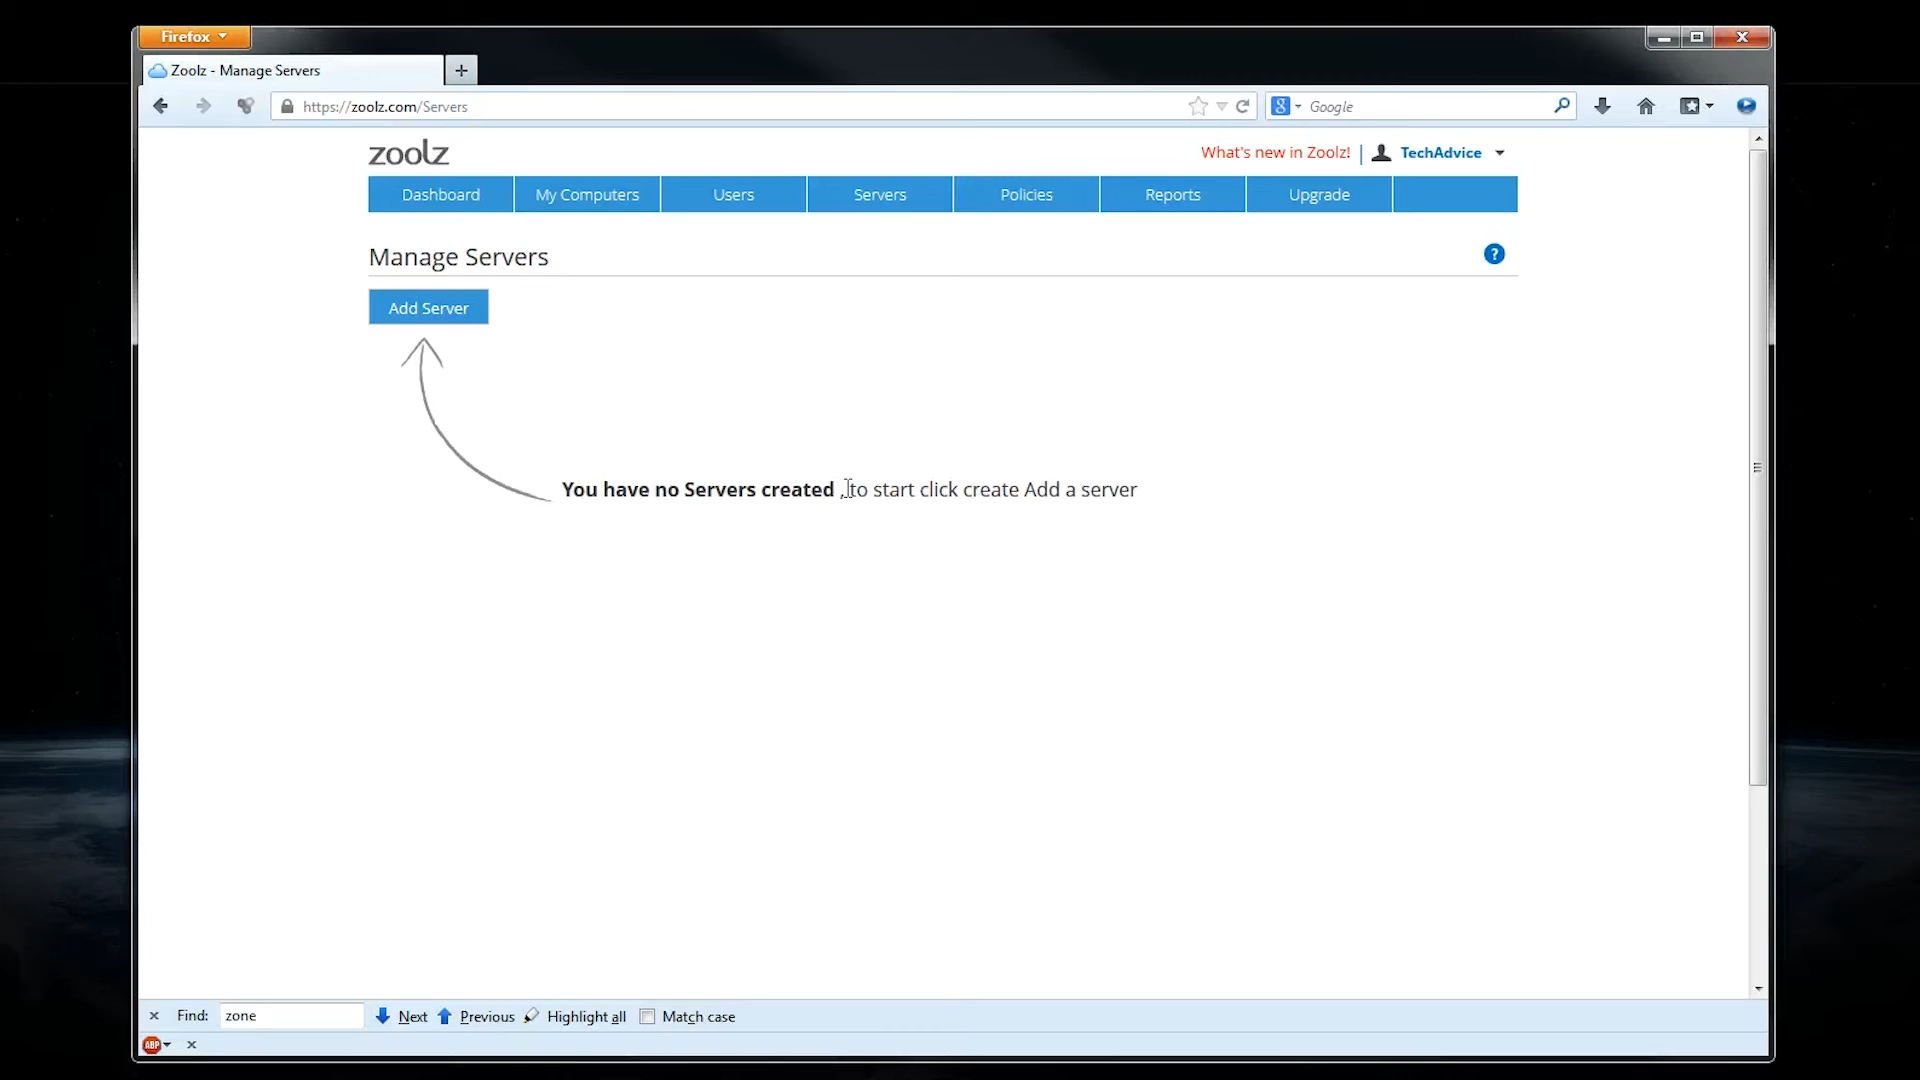 Firefox
Zoolz - Manage Servers
https://zoolz.com/Servers
8
Google
zoolz
What's new in Zoolz!
TechAdvice
Dashboard
My Computers
Users
Servers
Policies
Reports
Upgrade
Manage Servers
?
Add Server
You have no Servers created , to start click create Add a server
x Find: zone Next Previous Highlight all Match case
ABP x